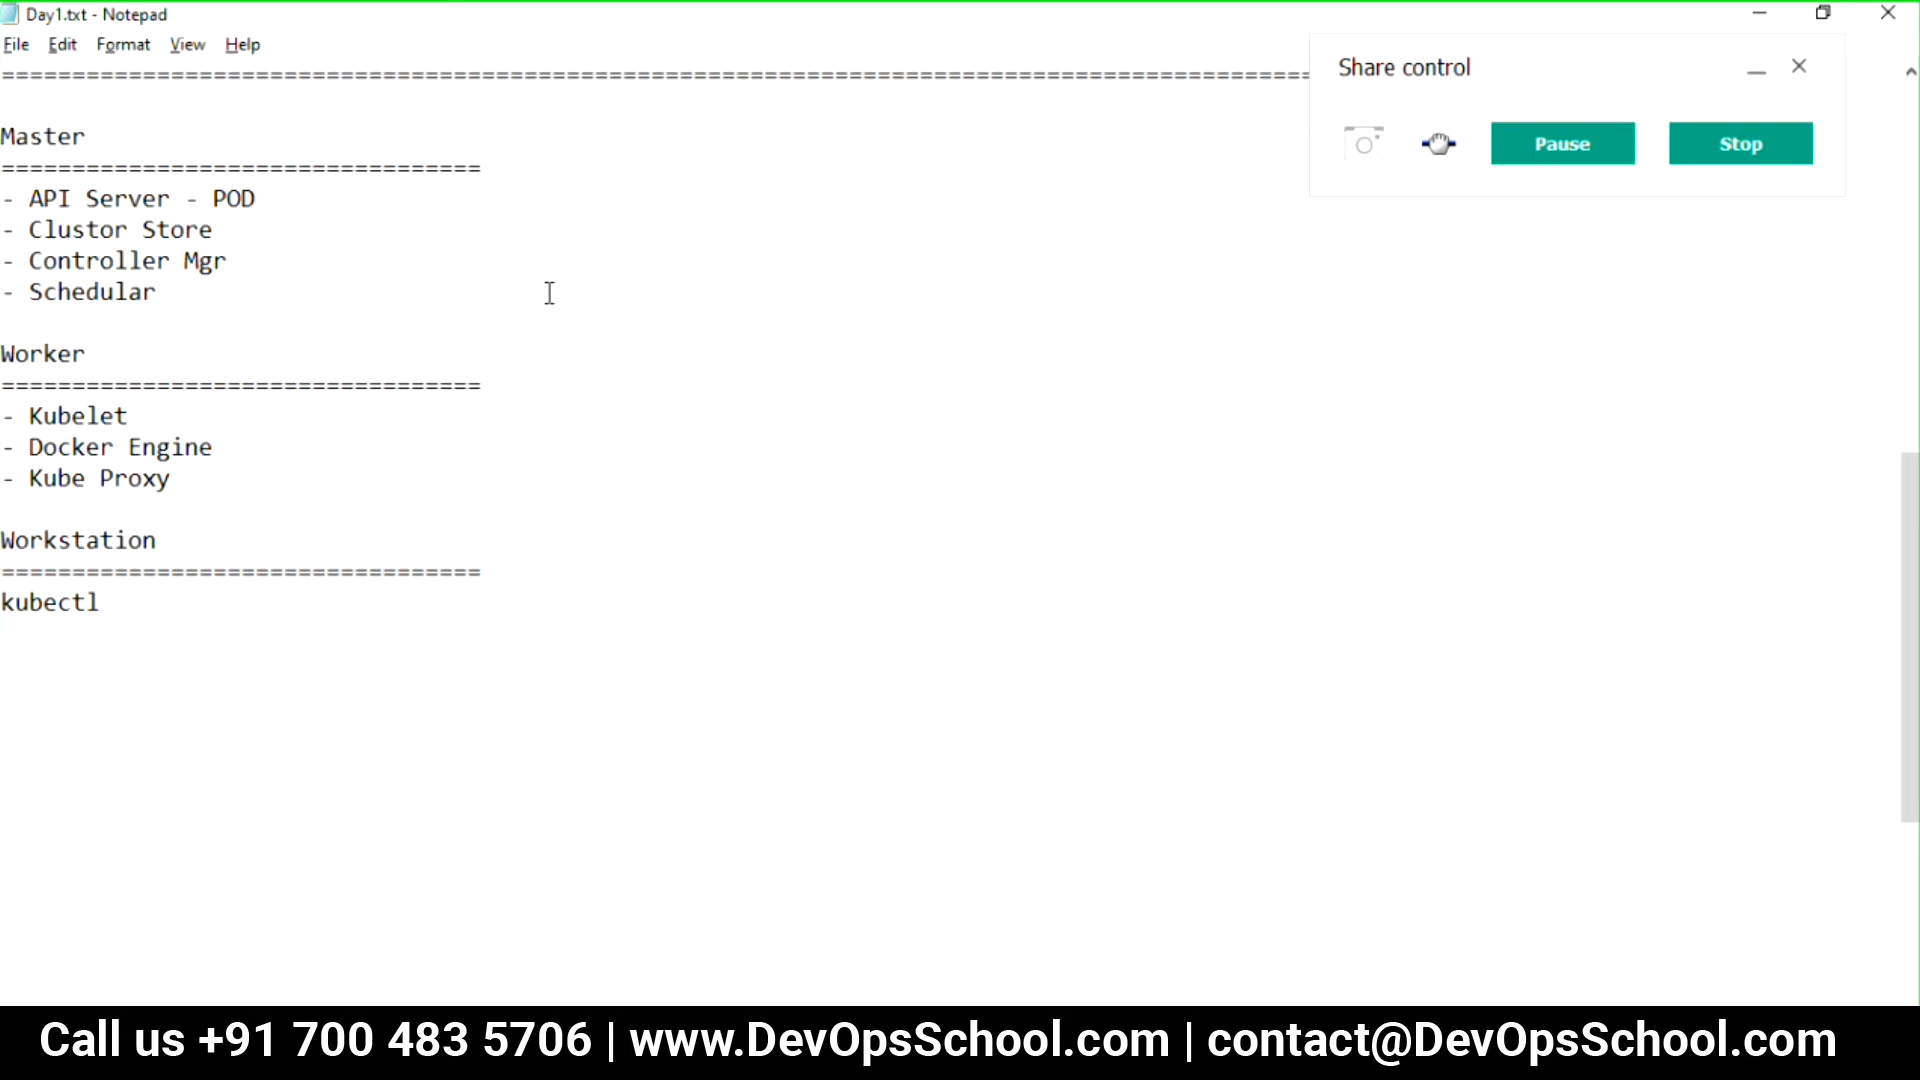 Day1.txt - Notepad
File Edit Format View Help
=============================================================================================
Share control
Pause Stop
Master
==================================
- API Server - POD
- Clustor Store
- Controller Mgr
- Schedular
Worker
==================================
- Kubelet
- Docker Engine
- Kube Proxy
Workstation
==================================
kubectl
Call us +91 700 483 5706 | www.DevOpsSchool.com | contact@DevOpsSchool.com